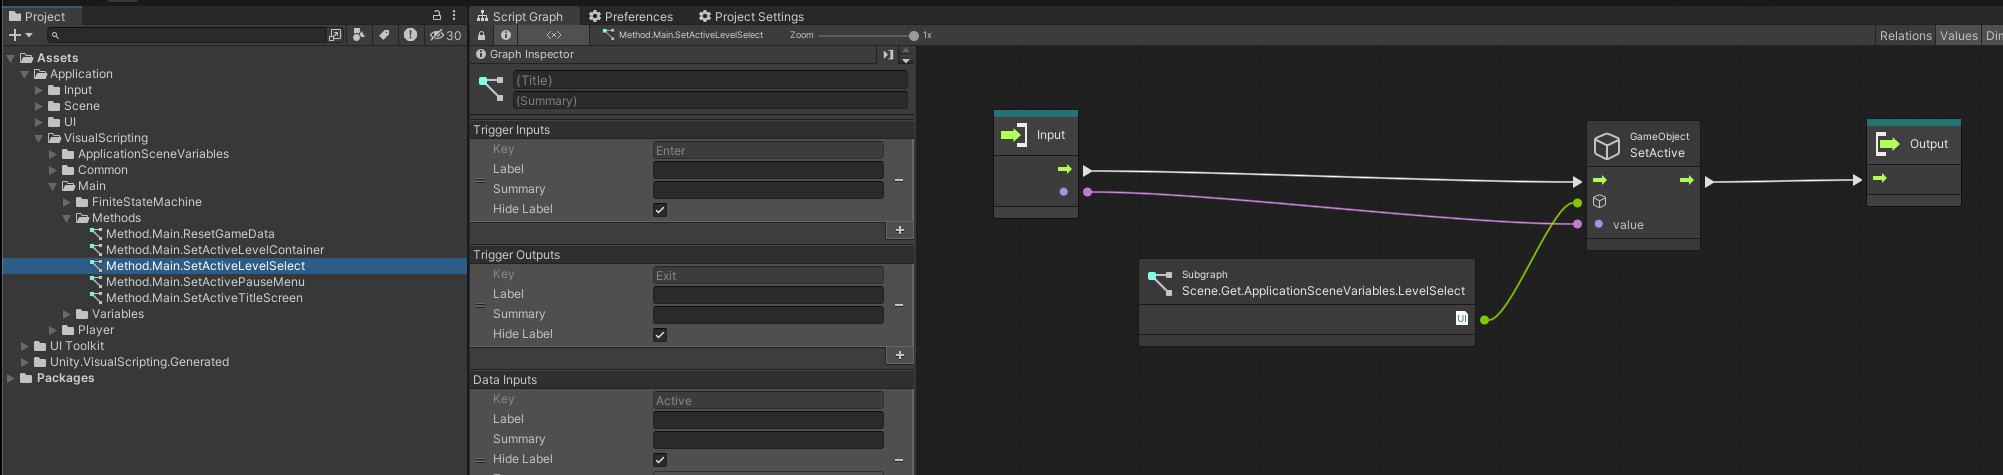 Project
30
Assets
Application
Input
Scene
UI
VisualScripting
ApplicationSceneVariables
Common
Main
FiniteStateMachine
Methods
Method.Main.ResetGameData
Method.Main.SetActiveLevelContainer
Method.Main.SetActiveLevelSelect
Method.Main.SetActivePauseMenu
Method.Main.SetActiveTitleScreen
Variables
Player
UI Toolkit
Unity.VisualScripting.Generated
Packages
Script Graph
Preferences
Project Settings
<x>
Method.Main.SetActiveLevelSelect
Zoom
1x
Relations
Values
Dim
Graph Inspector
(Title)
(Summary)
Trigger Inputs
Key
Enter
Label
Summary
Hide Label
Trigger Outputs
Key
Exit
Label
Summary
Hide Label
Data Inputs
Key
Active
Label
Summary
Hide Label
Input
Subgraph
Scene.Get.ApplicationSceneVariables.LevelSelect
UI
GameObject
SetActive
value
Output